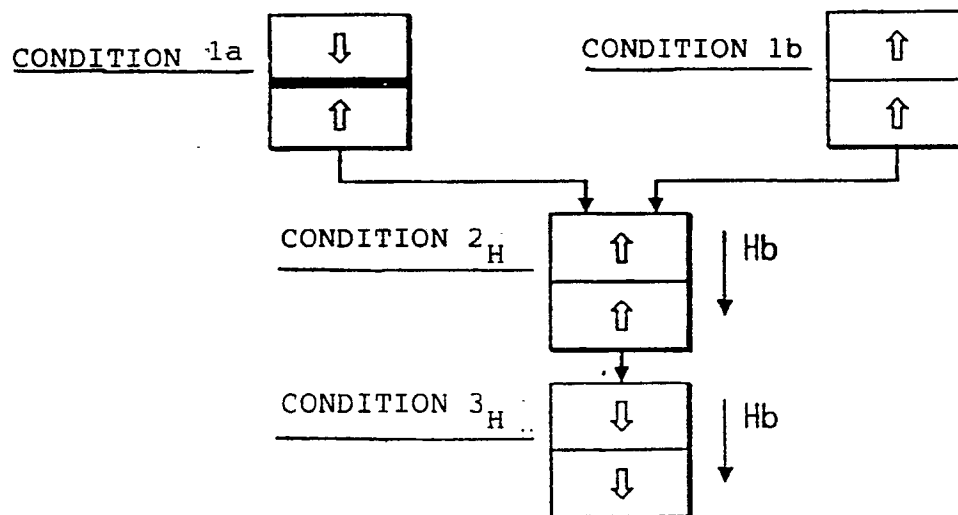 CONDITION 1a
CONDITION 1b
CONDITION 2H
Hb
CONDITION 3H
Hb